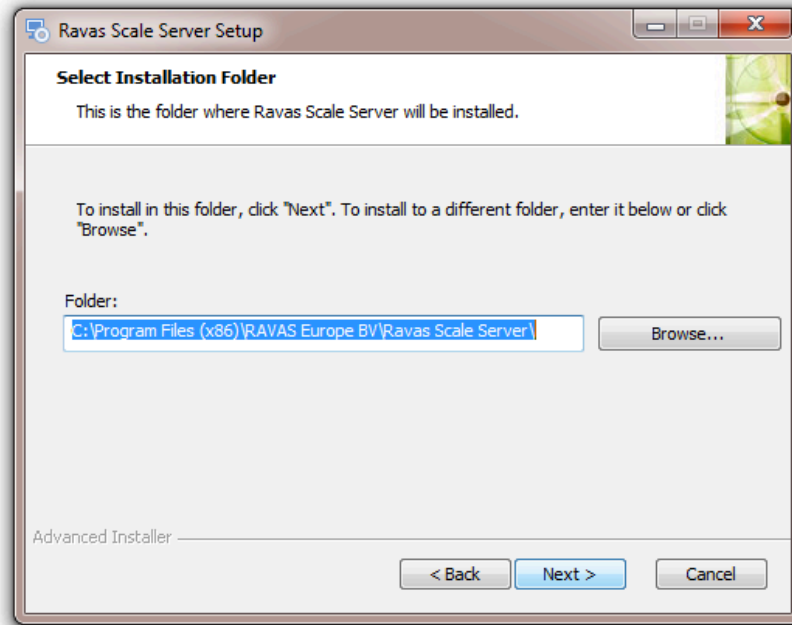 Ravas Scale Server Setup
Select Installation Folder
This is the folder where Ravas Scale Server will be installed.
To install in this folder, click "Next". To install to a different folder, enter it below or click
"Browse".
Folder:
C:\Program Files (x86)\RAVAS Europe BV\Ravas Scale Server\
Browse...
Advanced Installer
< Back
Next >
Cancel